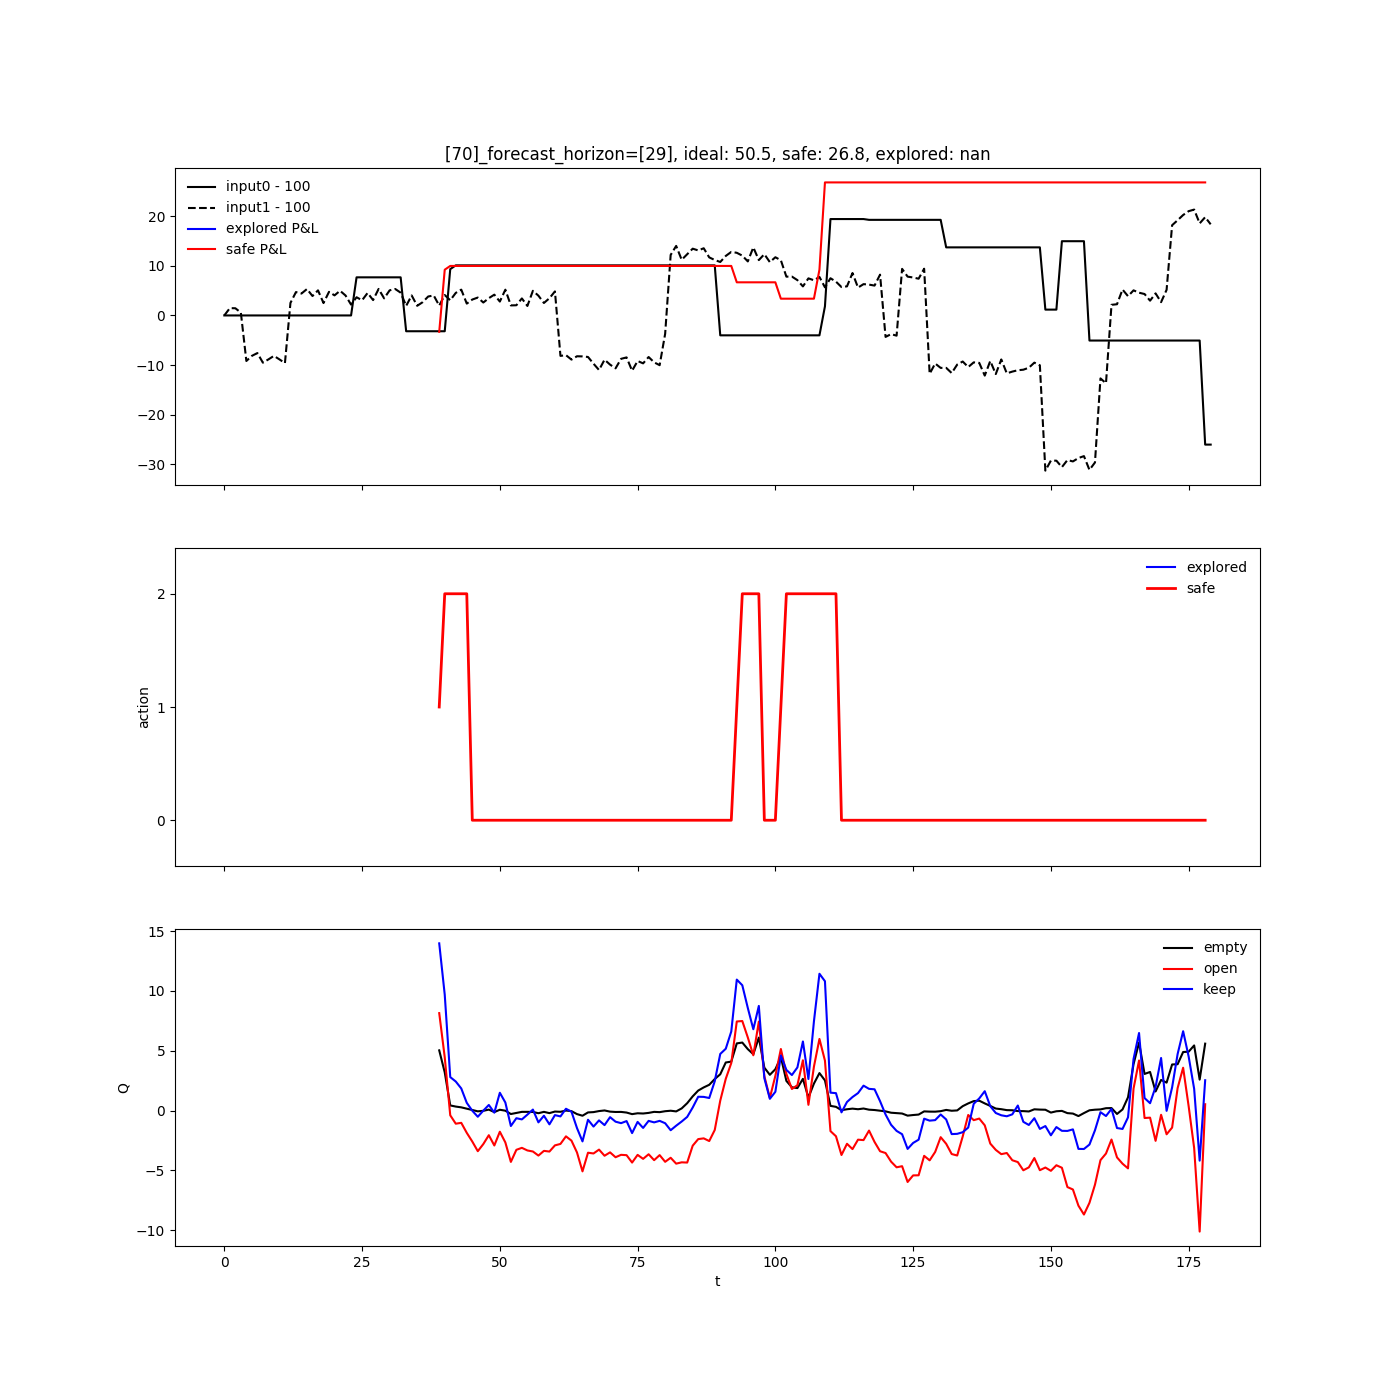 [70]_forecast_horizon=[29], ideal: 50.5, safe: 26.8, explored: nan
input0 - 100
input1 - 100
explored P&L
safe P&L
20
10
0
−10
−20
−30
explored
safe
2
1
0
action
empty
open
keep
15
10
5
0
−5
−10
Q
0 25 50 75 100 125 150 175
t